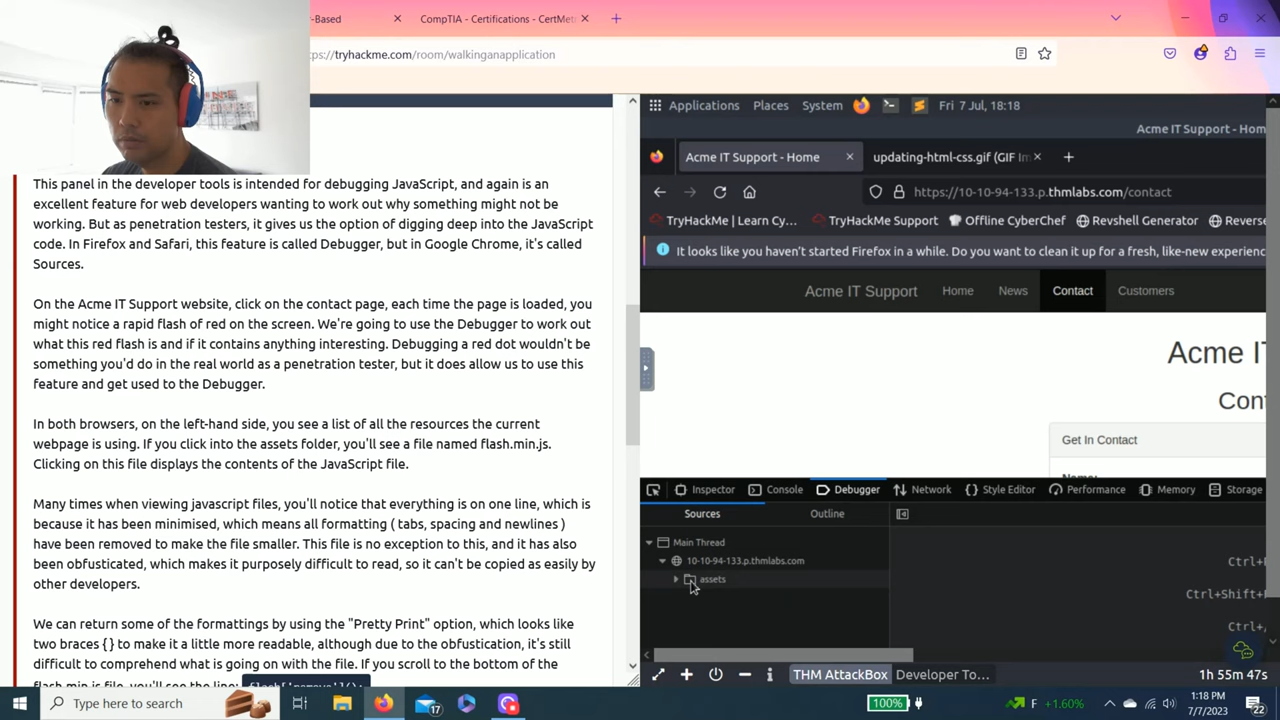 r-Based
CompTIA - Certifications - CertMet
ps://tryhackme.com/room/walkinganapplication
This panel in the developer tools is intended for debugging JavaScript, and again is an
excellent feature for web developers wanting to work out why something might not be
working. But as penetration testers, it gives us the option of digging deep into the JavaScript
code. In Firefox and Safari, this feature is called Debugger, but in Google Chrome, it's called
Sources.
On the Acme IT Support website, click on the contact page, each time the page is loaded, you
might notice a rapid flash of red on the screen. We're going to use the Debugger to work out
what this red flash is and if it contains anything interesting. Debugging a red dot wouldn't be
something you'd do in the real world as a penetration tester, but it does allow us to use this
feature and get used to the Debugger.
In both browsers, on the left-hand side, you see a list of all the resources the current
webpage is using. If you click into the assets folder, you'll see a file named flash.min.js.
Clicking on this file displays the contents of the JavaScript file.
Many times when viewing javascript files, you'll notice that everything is on one line, which is
because it has been minimised, which means all formatting ( tabs, spacing and newlines )
have been removed to make the file smaller. This file is no exception to this, and it has also
been obfusticated, which makes it purposely difficult to read, so it can't be copied as easily by
other developers.
We can return some of the formattings by using the "Pretty Print" option, which looks like
two braces { } to make it a little more readable, although due to the obfustication, it's still
difficult to comprehend what is going on with the file. If you scroll to the bottom of the
flash.min.js file, you'll see the line: flash['remove']();
Applications Places System Fri 7 Jul, 18:18
Acme IT Support - Hom
Acme IT Support - Home
updating-html-css.gif (GIF Im
https://10-10-94-133.p.thmlabs.com/contact
TryHackMe | Learn Cy... TryHackMe Support Offline CyberChef Revshell Generator Reverse
It looks like you haven't started Firefox in a while. Do you want to clean it up for a fresh, like-new experienc
Acme IT Support Home News Contact Customers
Acme IT
Con
Get In Contact
Name:
Inspector Console Debugger Network Style Editor Performance Memory Storage
Sources Outline
Main Thread
10-10-94-133.p.thmlabs.com
assets
Ctrl+
Ctrl+Shift+
Ctrl+
THM AttackBox Developer To... 1h 55m 47s
Type here to search
17
100%
F +1.60%
1:18 PM
7/7/2023
22